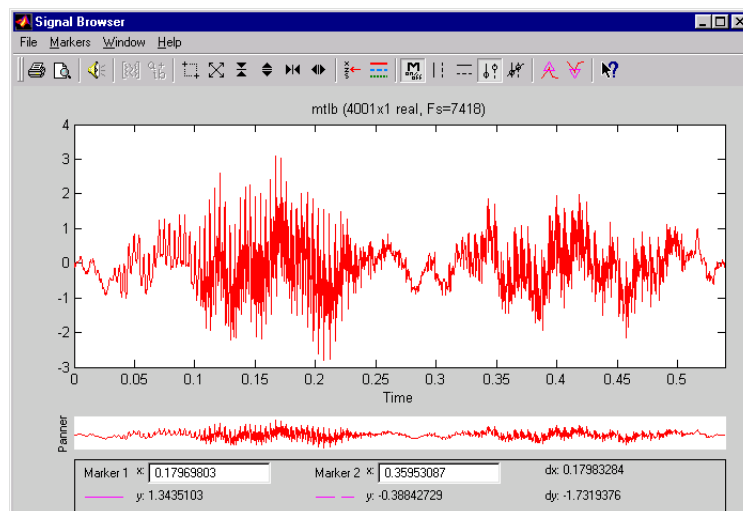 Signal Browser
File Markers Window Help
mtlb (4001x1 real, Fs=7418)
4
3
2
1
0
-1
-2
-3
0 0.05 0.1 0.15 0.2 0.25 0.3 0.35 0.4 0.45 0.5
Time
Panner
Marker 1 x: 0.17969803 Marker 2 x: 0.35953087 dx: 0.17983284
y: 1.3435103 y: -0.38842729 dy: -1.7319376